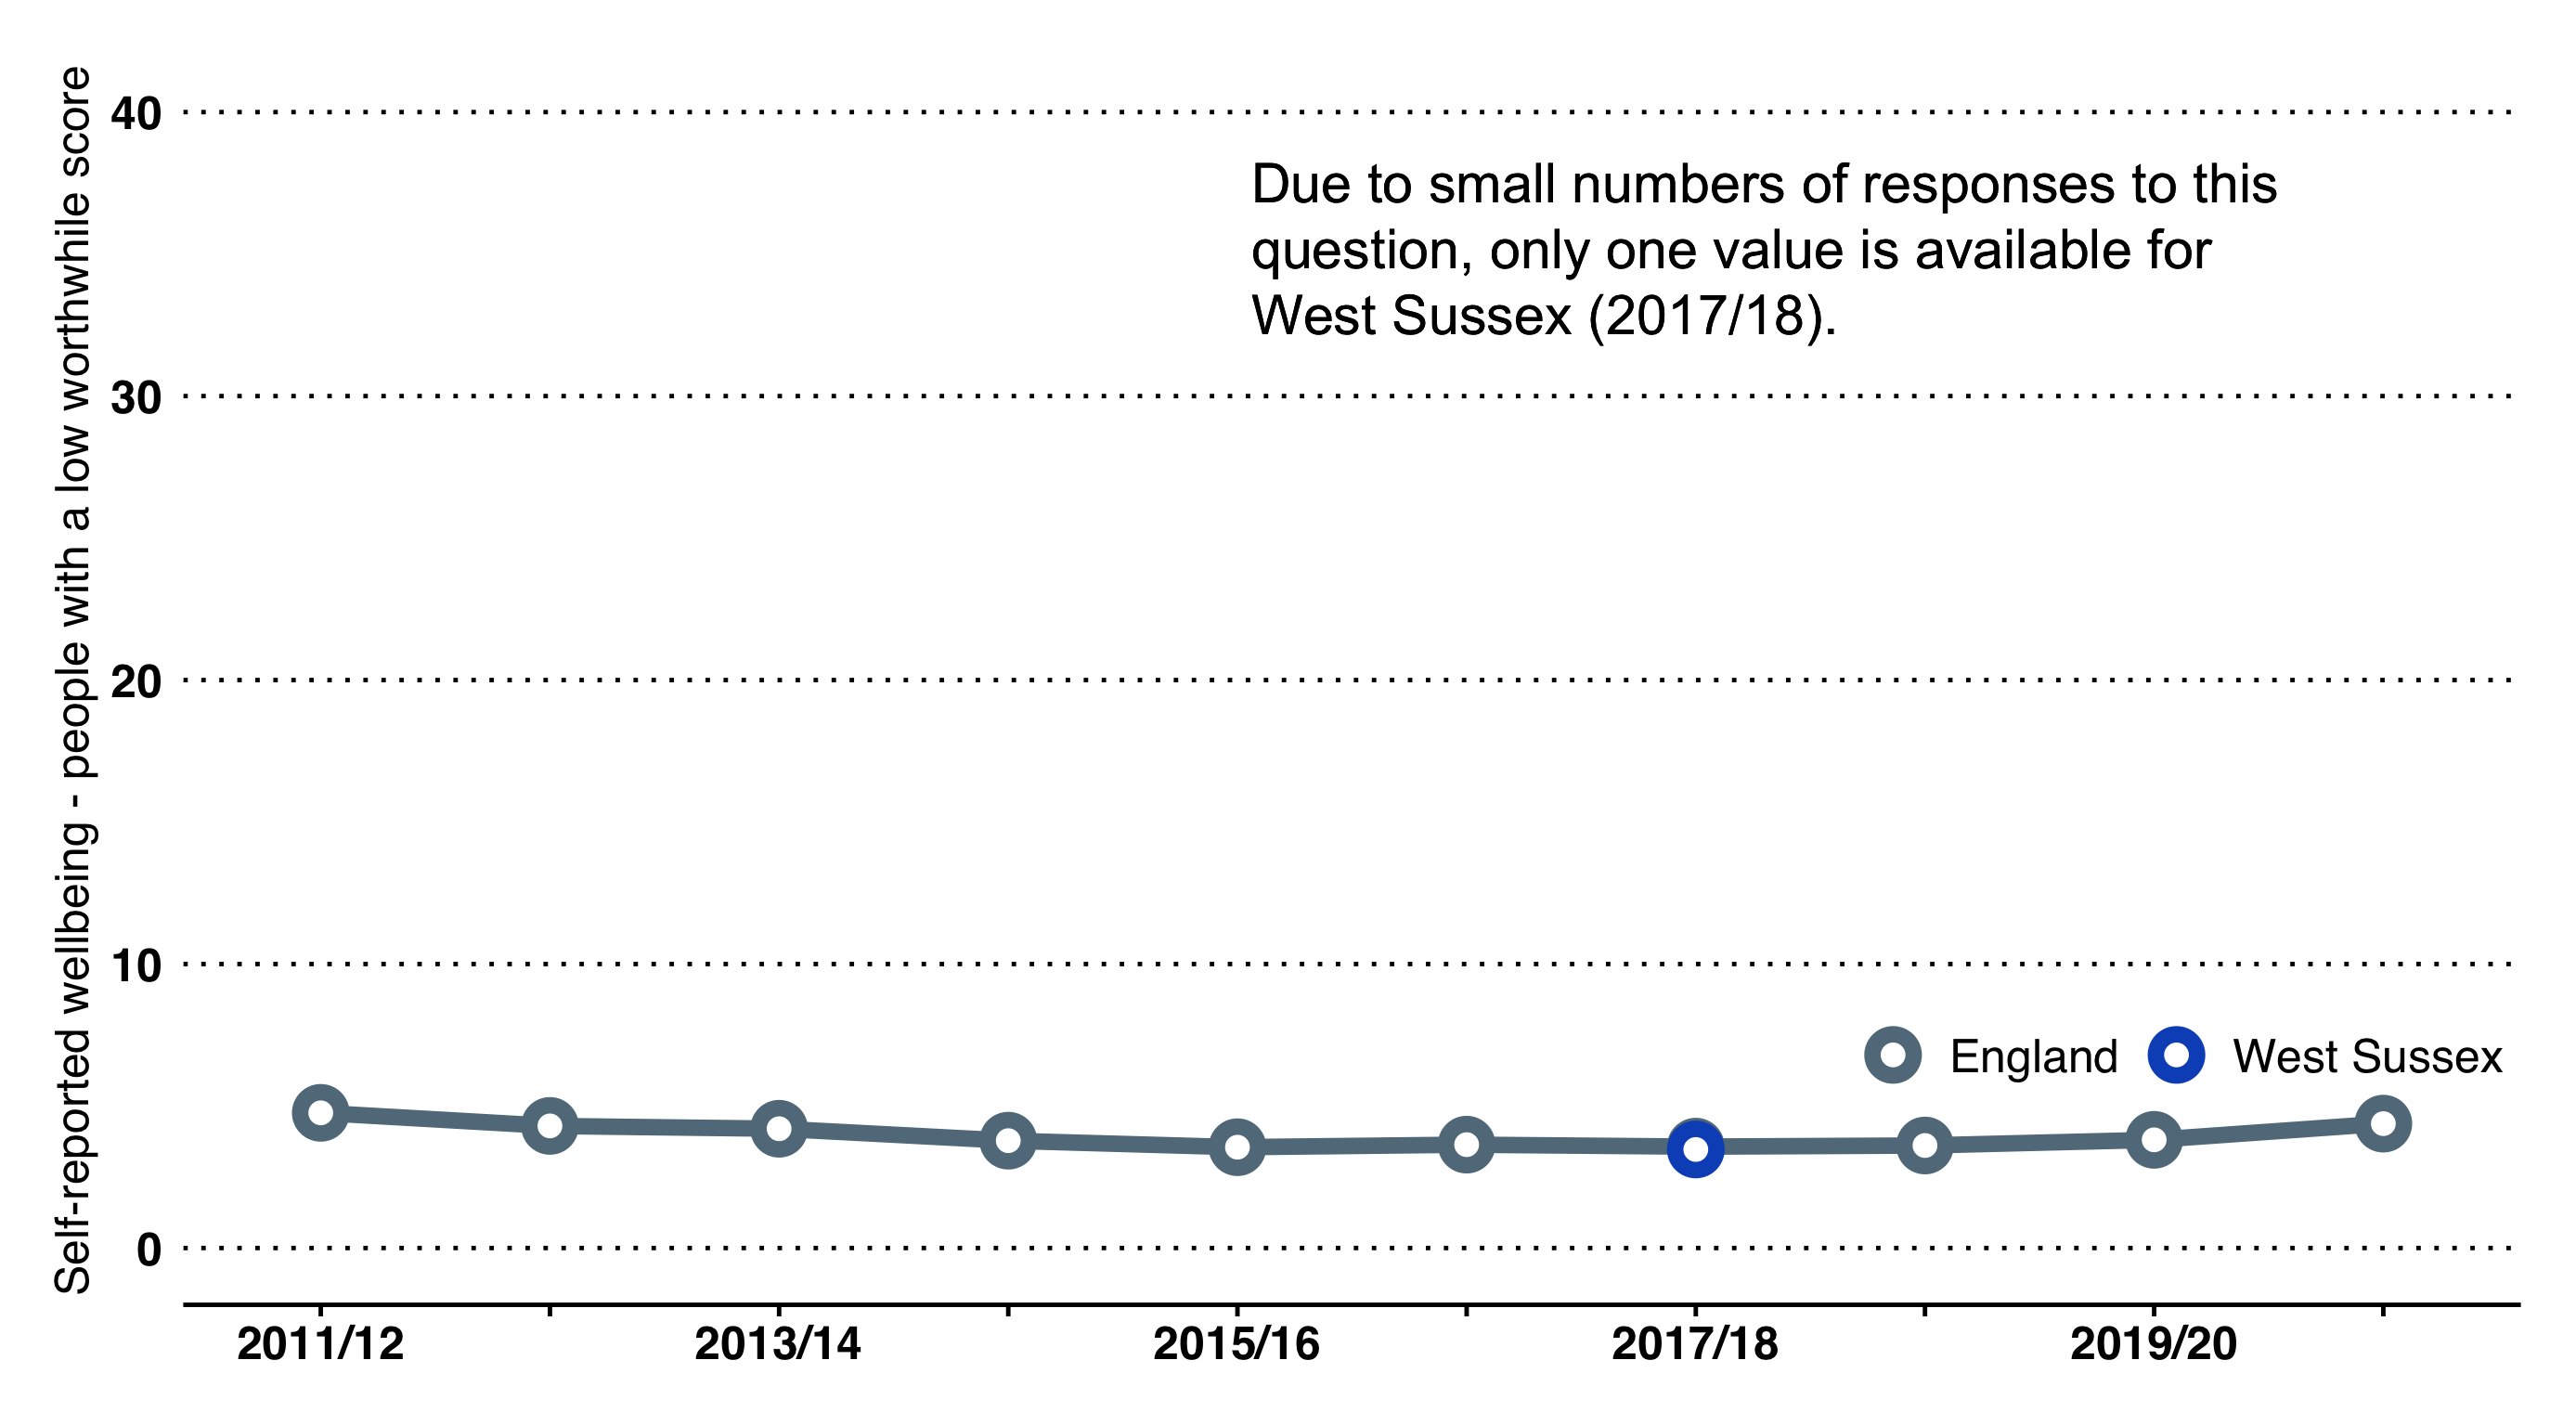 Self-reported wellbeing - people with a low worthwhile score
40
30
20
10
0
Due to small numbers of responses to this
question, only one value is available for
West Sussex (2017/18).
England
West Sussex
2011/12
2013/14
2015/16
2017/18
2019/20